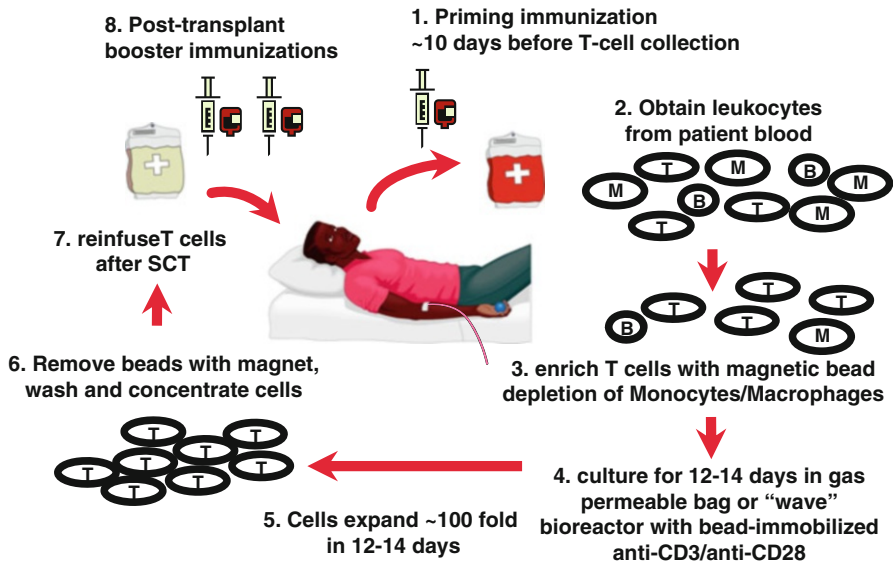 8. Post-transplant
booster immunizations
1. Priming immunization
~10 days before T-cell collection
2. Obtain leukocytes
from patient blood
T
M
B
M
M
B
T
M
T
T
T
T
T
B
M
3. enrich T cells with magnetic bead
depletion of Monocytes/Macrophages
4. culture for 12-14 days in gas
permeable bag or “wave”
bioreactor with bead-immobilized
anti-CD3/anti-CD28
5. Cells expand ~100 fold
in 12-14 days
6. Remove beads with magnet,
wash and concentrate cells
T
T
T
T
T
T
T
T
7. reinfuseT cells
after SCT